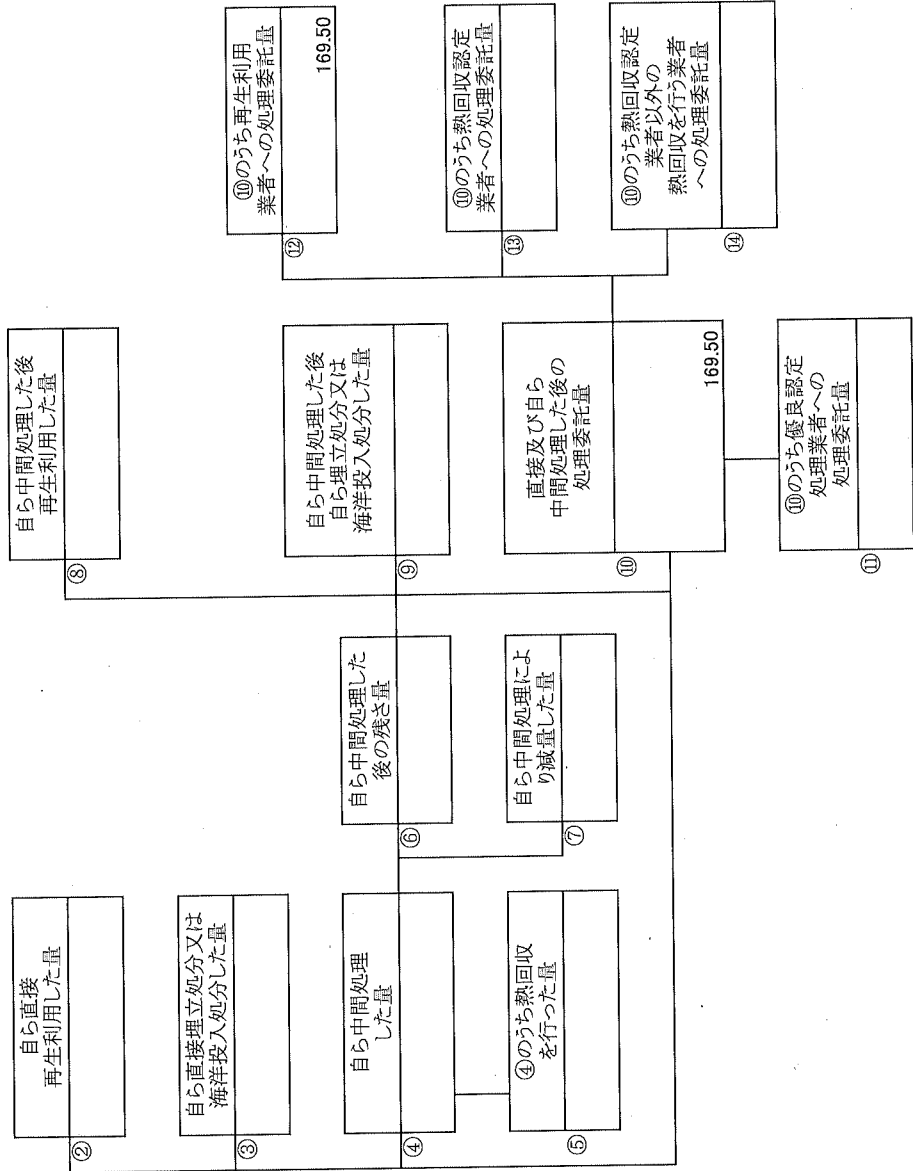 ②
自ら直接
再生利用した量
③
自ら直接埋立処分又は
海洋投入処分した量
④
自ら中間処理
した量
⑤
④のうち熱回収
を行った量
⑥
自ら中間処理した
後の残さ量
⑦
自ら中間処理によ
り減量した量
⑧
自ら中間処理した後
再生利用した量
⑨
自ら中間処理した後
自ら埋立処分又は
海洋投入処分した量
⑩
直接及び自ら
中間処理した後の
処理委託量
169.50
⑪
⑩のうち優良認定
処理業者への
処理委託量
⑫
⑩のうち再生利用
業者への処理委託量
169.50
⑬
⑩のうち熱回収認定
業者への処理委託量
⑭
⑩のうち熱回収認定
業者以外の
熱回収を行う業者
への処理委託量